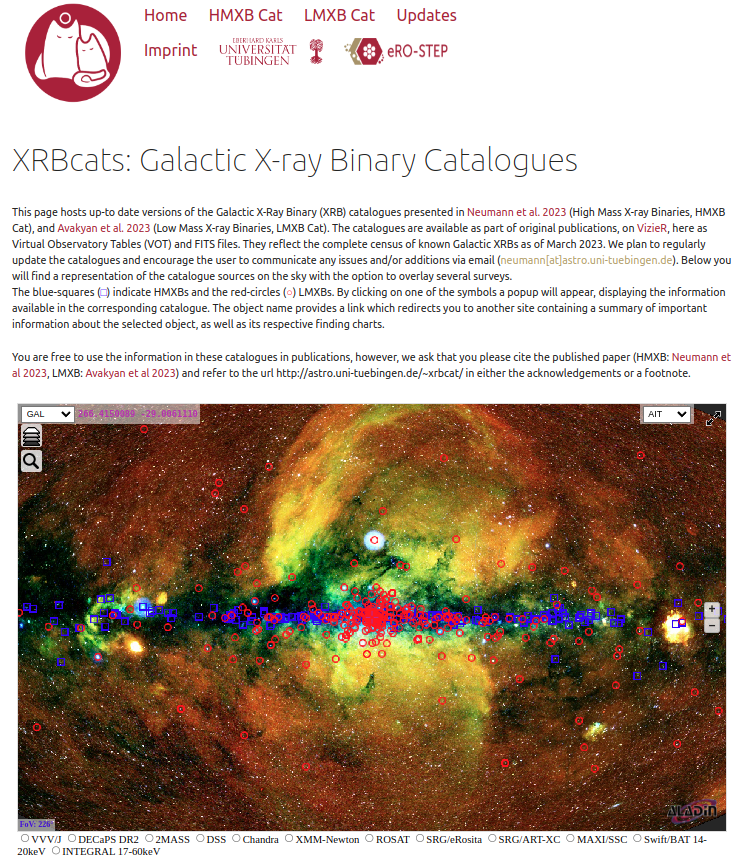 Home HMXB Cat LMXB Cat Updates
Imprint EBERHARD KARLS UNIVERSITÄT TÜBINGEN eRO-STEP
XRBcats: Galactic X-ray Binary Catalogues
This page hosts up-to date versions of the Galactic X-Ray Binary (XRB) catalogues presented in Neumann et al. 2023 (High Mass X-ray Binaries, HMXB
Cat), and Avakyan et al. 2023 (Low Mass X-ray Binaries, LMXB Cat). The catalogues are available as part of original publications, on VizieR, here as
Virtual Observatory Tables (VOT) and FITS files. They reflect the complete census of known Galactic XRBs as of March 2023. We plan to regularly
update the catalogues and encourage the user to communicate any issues and/or additions via email (neumann[at]astro.uni-tuebingen.de). Below you
will find a representation of the catalogue sources on the sky with the option to overlay several surveys.
The blue-squares (□) indicate HMXBs and the red-circles (○) LMXBs. By clicking on one of the symbols a popup will appear, displaying the information
available in the corresponding catalogue. The object name provides a link which redirects you to another site containing a summary of important
information about the selected object, as well as its respective finding charts.
You are free to use the information in these catalogues in publications, however, we ask that you please cite the published paper (HMXB: Neumann et
al 2023, LMXB: Avakyan et al 2023) and refer to the url http://astro.uni-tuebingen.de/~xrbcat/ in either the acknowledgements or a footnote.
GAL 266.4150089 -29.0061110 AIT
+
−
ALADIN
FoV: 226°
VVV/J DECaPS DR2 2MASS DSS Chandra XMM-Newton ROSAT SRG/eRosita SRG/ART-XC MAXI/SSC Swift/BAT 14-
20keV INTEGRAL 17-60keV